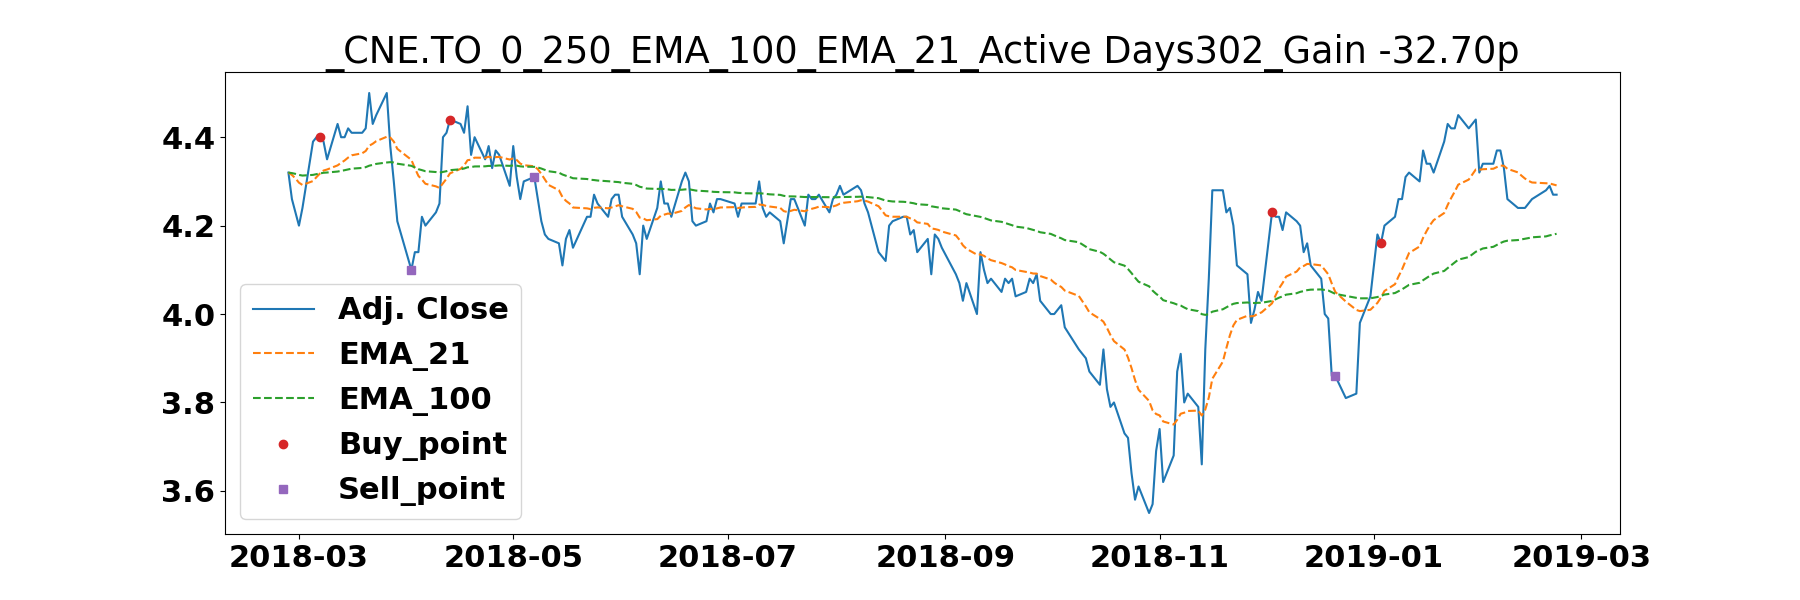 _CNE.TO_0_250_EMA_100_EMA_21_Active Days302_Gain -32.70p
4.4
4.2
4.0
3.8
3.6
Adj. Close
EMA_21
EMA_100
Buy_point
Sell_point
2018-03 2018-05 2018-07 2018-09 2018-11 2019-01 2019-03